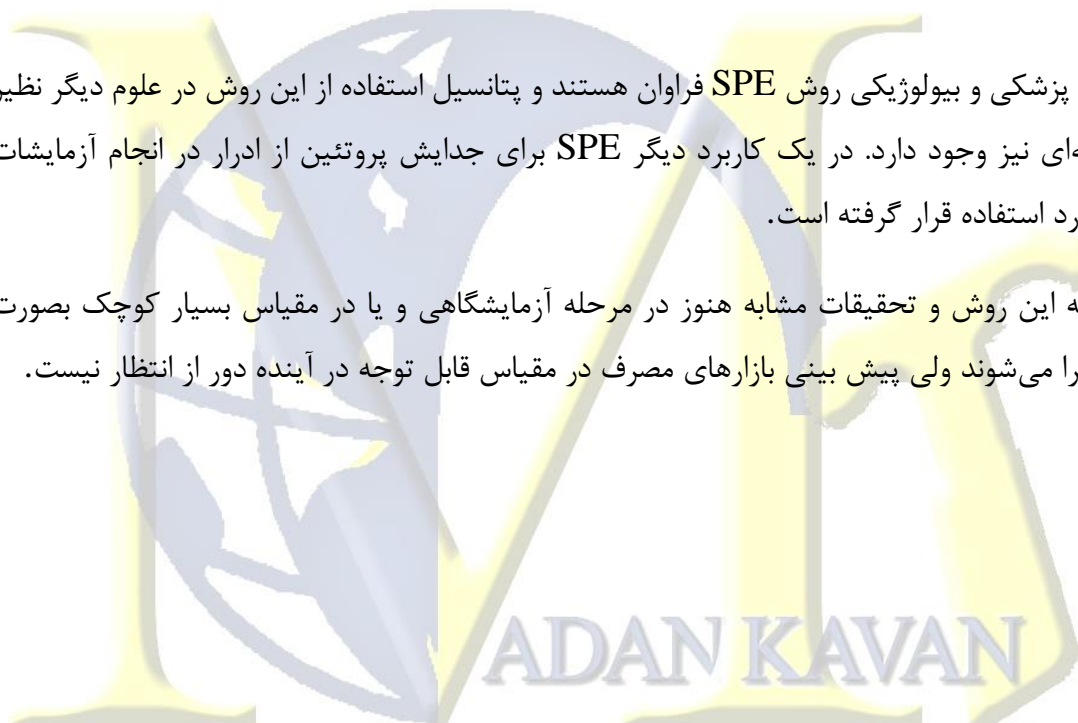 پزشکی و بیولوژیکی روش SPE فراوان هستند و پتانسیل استفاده از این روش در علوم دیگر نظیر
ه‌ای نیز وجود دارد. در یک کاربرد دیگر SPE برای جدایش پروتئین از ادرار در انجام آزمایشات
رد استفاده قرار گرفته است.
ه این روش و تحقیقات مشابه هنوز در مرحله آزمایشگاهی و یا در مقیاس بسیار کوچک بصورت
را می‌شوند ولی پیش بینی بازارهای مصرف در مقیاس قابل توجه در آینده دور از انتظار نیست.
ADAN KAVAN